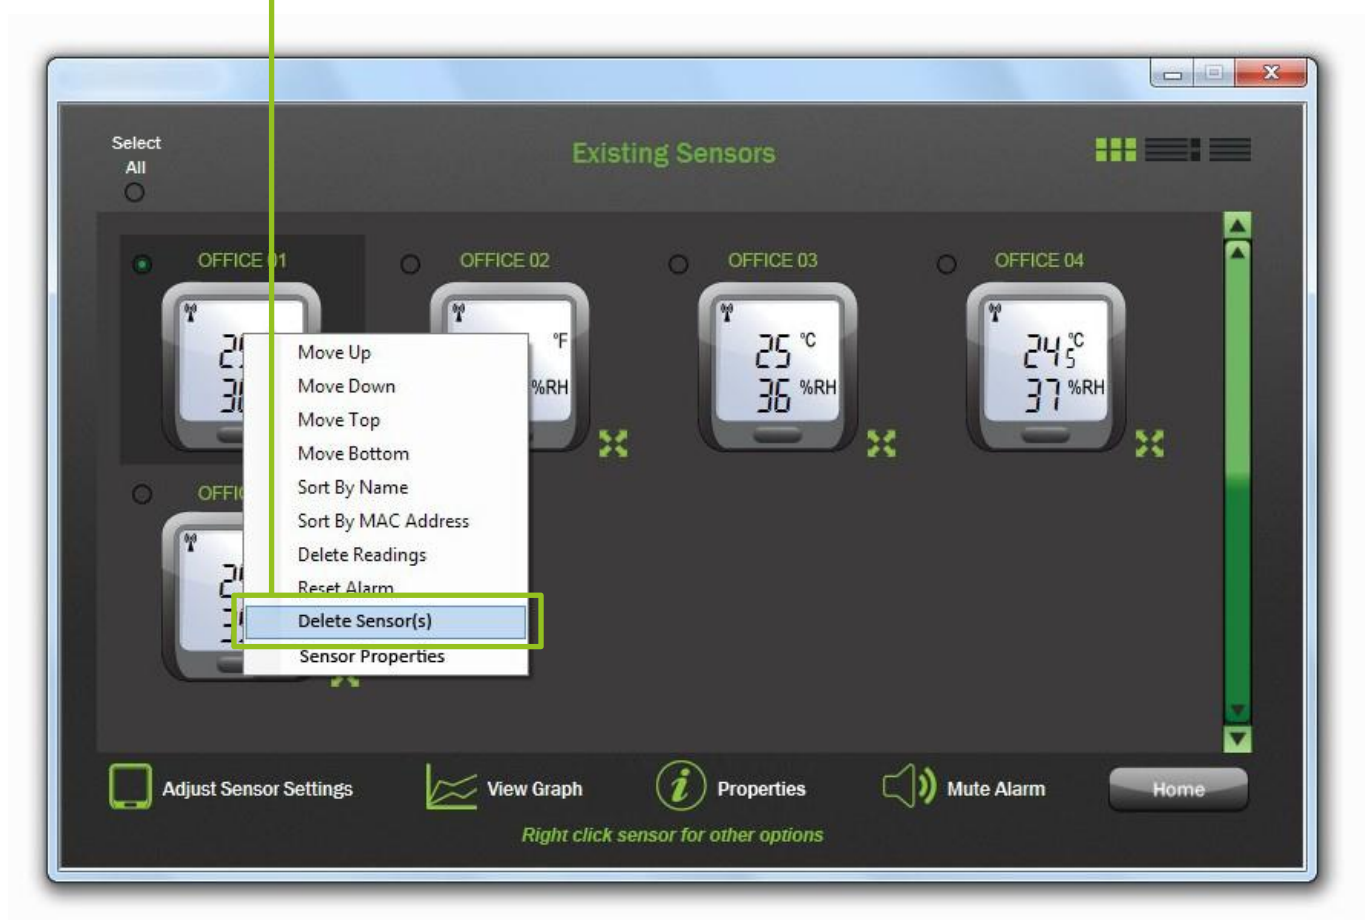 Select
All
Existing Sensors
OFFICE 01
OFFICE 02
OFFICE 03
OFFICE 04
°F
%RH
25 °C
36 %RH
24.5 °C
37 %RH
Move Up
Move Down
Move Top
Move Bottom
Sort By Name
Sort By MAC Address
Delete Readings
Reset Alarm
Delete Sensor(s)
Sensor Properties
Adjust Sensor Settings
View Graph
Properties
Mute Alarm
Home
Right click sensor for other options